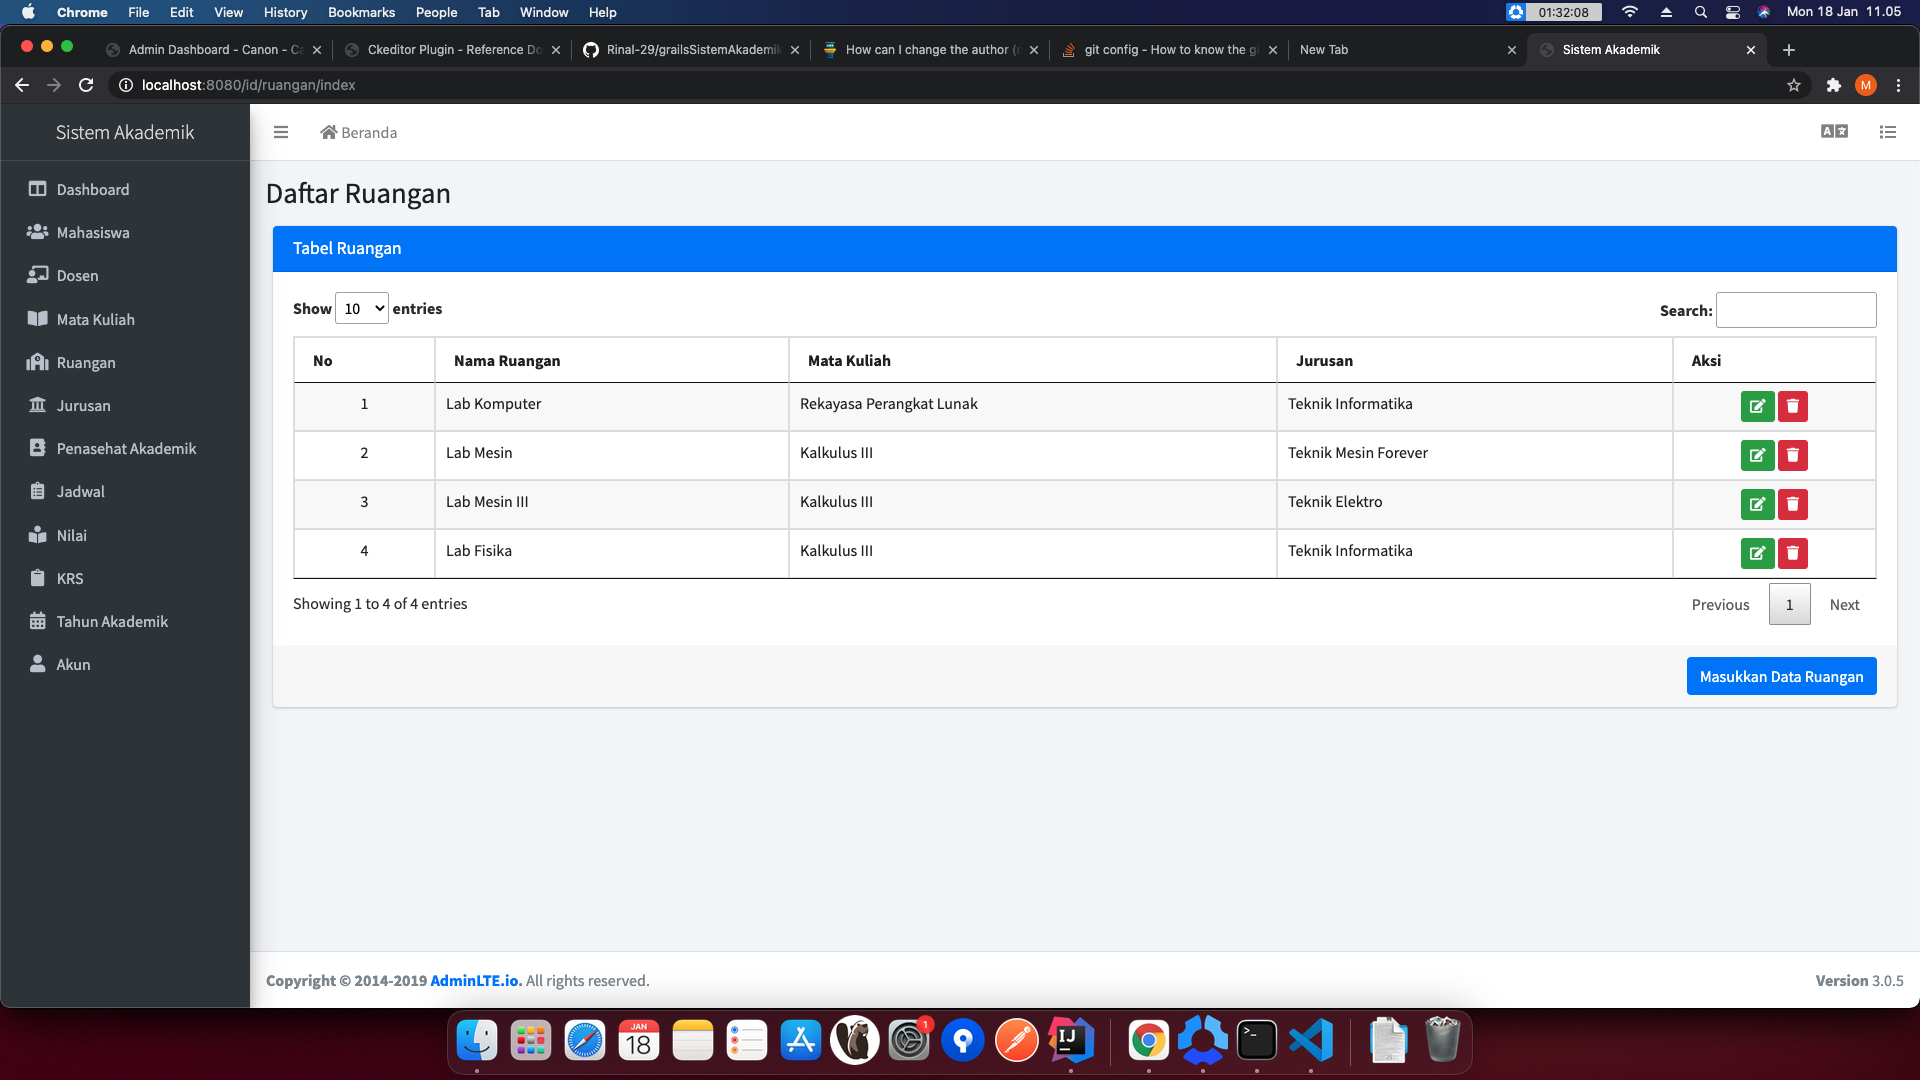 Chrome File Edit View History Bookmarks People Tab Window Help 01:32:08 Mon 18 Jan 11.05
Admin Dashboard - Canon - Ca Ckeditor Plugin - Reference Do Rinal-29/grailsSistemAkademik How can I change the author ( git config - How to know the gi New Tab Sistem Akademik
localhost:8080/id/ruangan/index M
Sistem Akademik
Dashboard
Mahasiswa
Dosen
Mata Kuliah
Ruangan
Jurusan
Penasehat Akademik
Jadwal
Nilai
KRS
Tahun Akademik
Akun
Beranda
Daftar Ruangan
Tabel Ruangan
Show 10 entries Search:
No Nama Ruangan Mata Kuliah Jurusan Aksi
1 Lab Komputer Rekayasa Perangkat Lunak Teknik Informatika
2 Lab Mesin Kalkulus III Teknik Mesin Forever
3 Lab Mesin III Kalkulus III Teknik Elektro
4 Lab Fisika Kalkulus III Teknik Informatika
Showing 1 to 4 of 4 entries Previous 1 Next
Masukkan Data Ruangan
Copyright © 2014-2019 AdminLTE.io. All rights reserved. Version 3.0.5
JAN
18
1
IJ